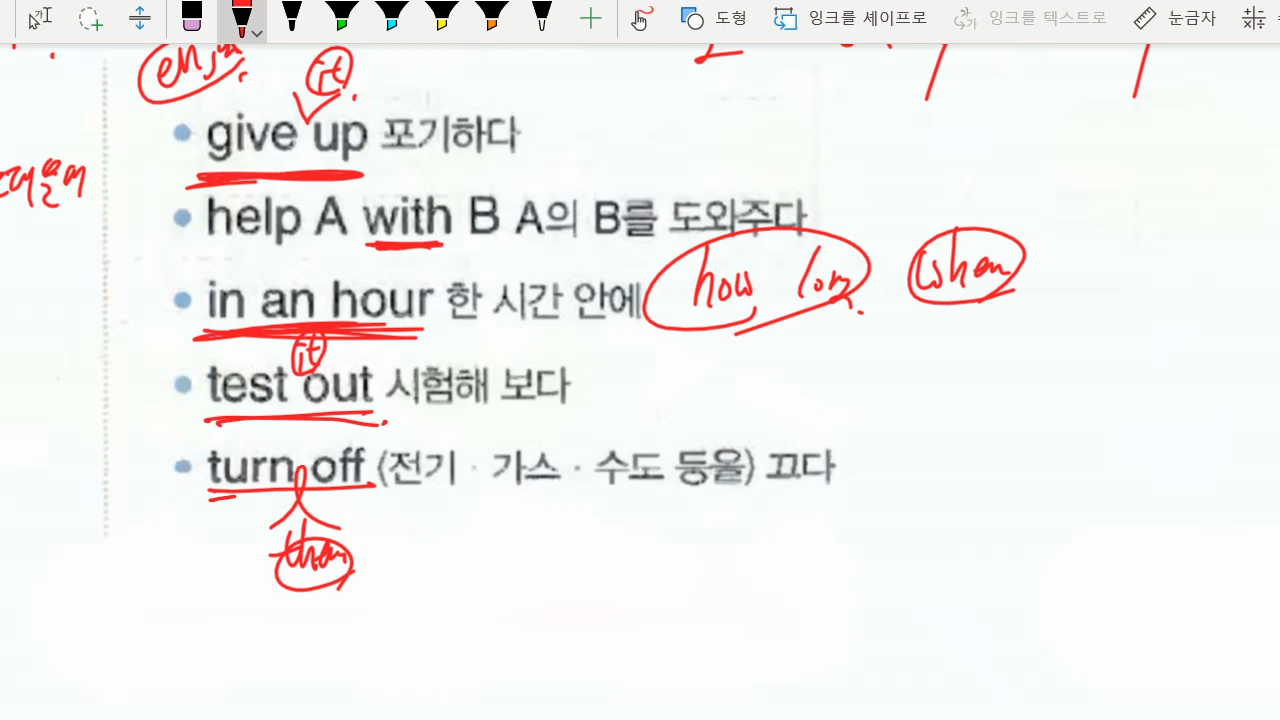 도형 잉크를 셰이프로 잉크를 텍스트로 눈금자
it
give up 포기하다
help A with B A의 B를 도와주다
how long when
in an hour 한 시간 안에
it
test out 시험해 보다
turn off (전기 · 가스 · 수도 등을) 끄다
them